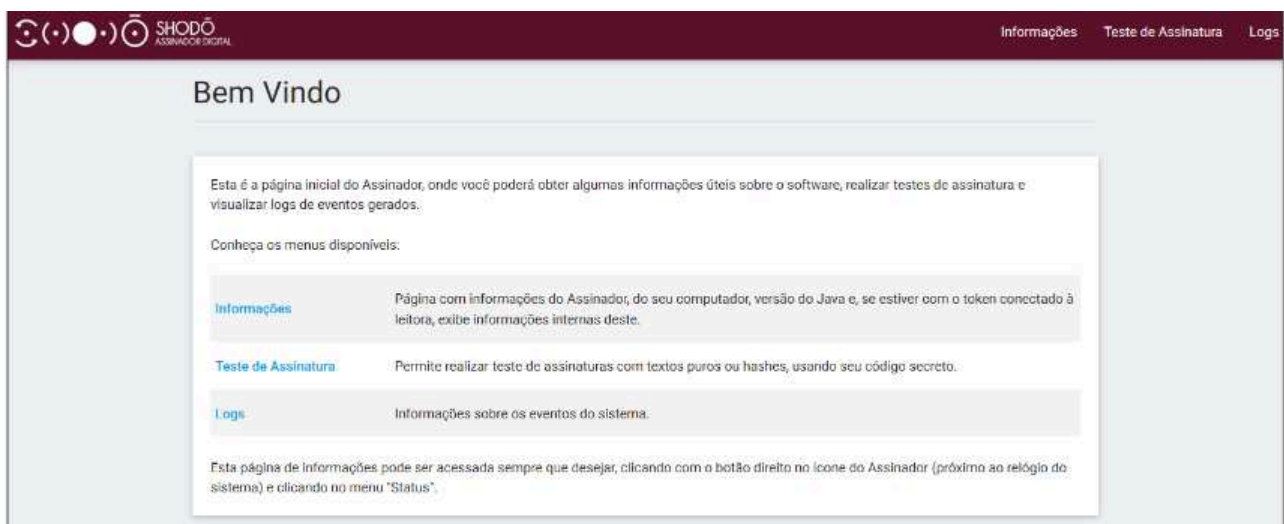 SHODŌ
ASSINADOR DIGITAL
Informações
Teste de Assinatura
Logs
Bem Vindo
Esta é a página inicial do Assinador, onde você poderá obter algumas informações úteis sobre o software, realizar testes de assinatura e
visualizar logs de eventos gerados.
Conheça os menus disponíveis:
Informações
Página com informações do Assinador, do seu computador, versão do Java e, se estiver com o token conectado à
leitora, exibe informações internas deste.
Teste de Assinatura
Permite realizar teste de assinaturas com textos puros ou hashes, usando seu código secreto.
Logs
Informações sobre os eventos do sistema.
Esta página de informações pode ser acessada sempre que desejar, clicando com o botão direito no ícone do Assinador (próximo ao relógio do
sistema) e clicando no menu "Status".